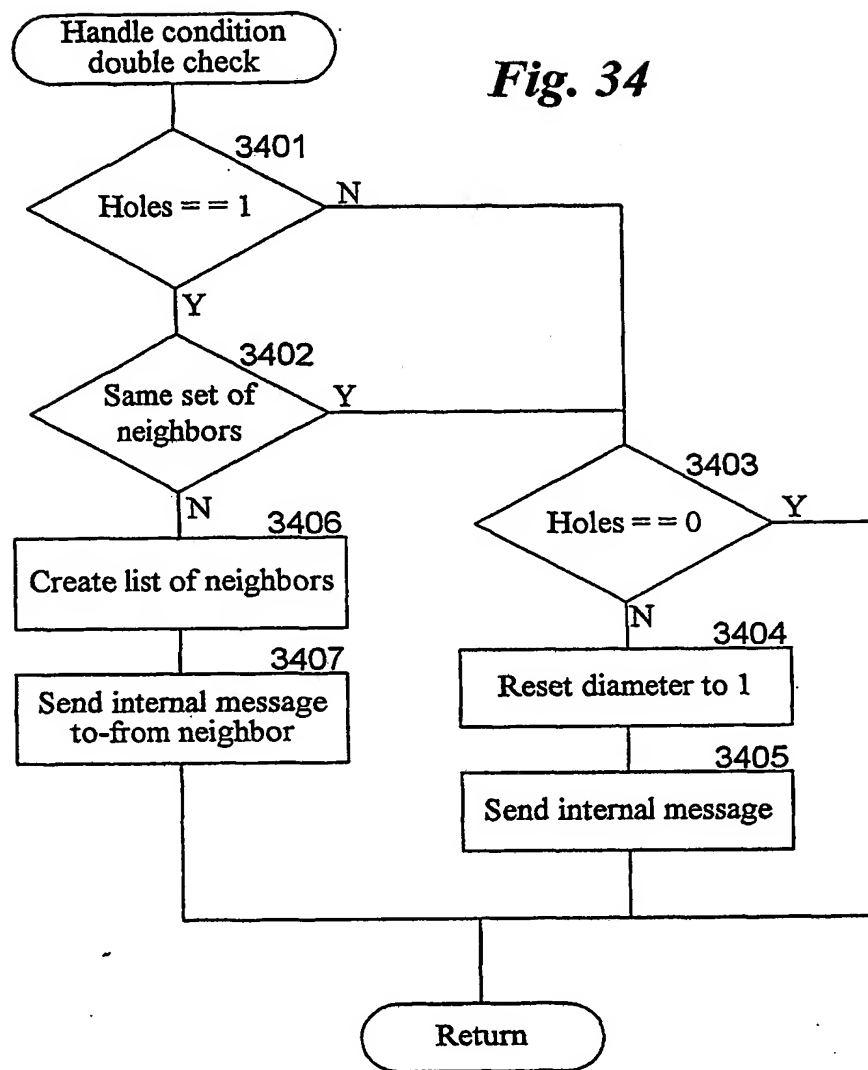 Handle condition
double check
Fig. 34
3401
Holes = = 1
N
Y
3402
Same set of
neighbors
Y
N
3403
Holes = = 0
Y
N
3406
Create list of neighbors
3404
Reset diameter to 1
3407
Send internal message
to-from neighbor
3405
Send internal message
Return